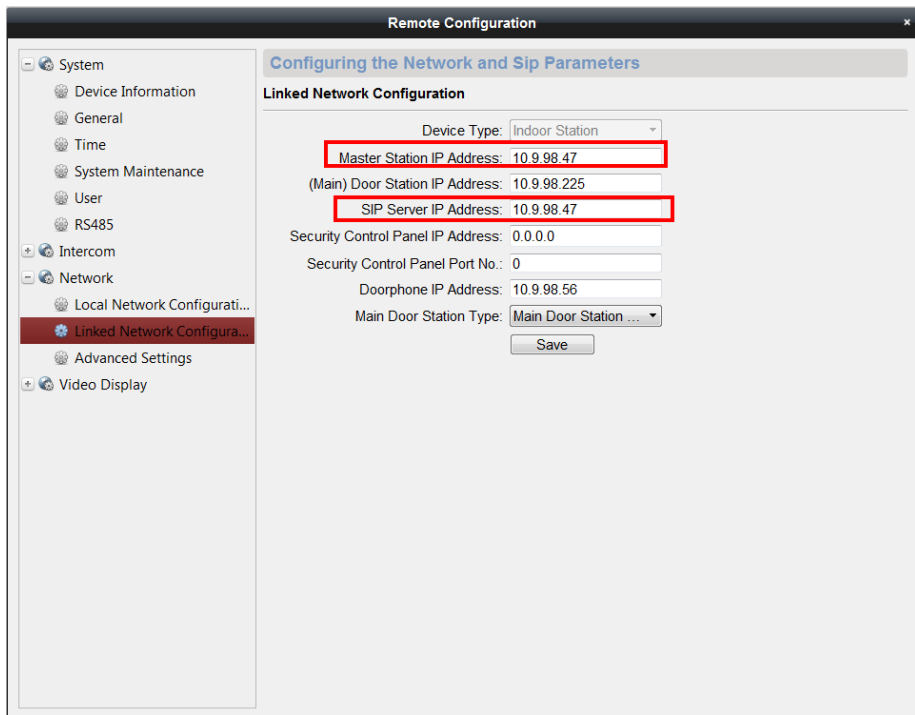 Remote Configuration
×
System
Device Information
General
Time
System Maintenance
User
RS485
Intercom
Network
Local Network Configurati...
Linked Network Configura...
Advanced Settings
Video Display
Configuring the Network and Sip Parameters
Linked Network Configuration
Device Type: Indoor Station
Master Station IP Address: 10.9.98.47
(Main) Door Station IP Address: 10.9.98.225
SIP Server IP Address: 10.9.98.47
Security Control Panel IP Address: 0.0.0.0
Security Control Panel Port No.: 0
Doorphone IP Address: 10.9.98.56
Main Door Station Type: Main Door Station ...
Save